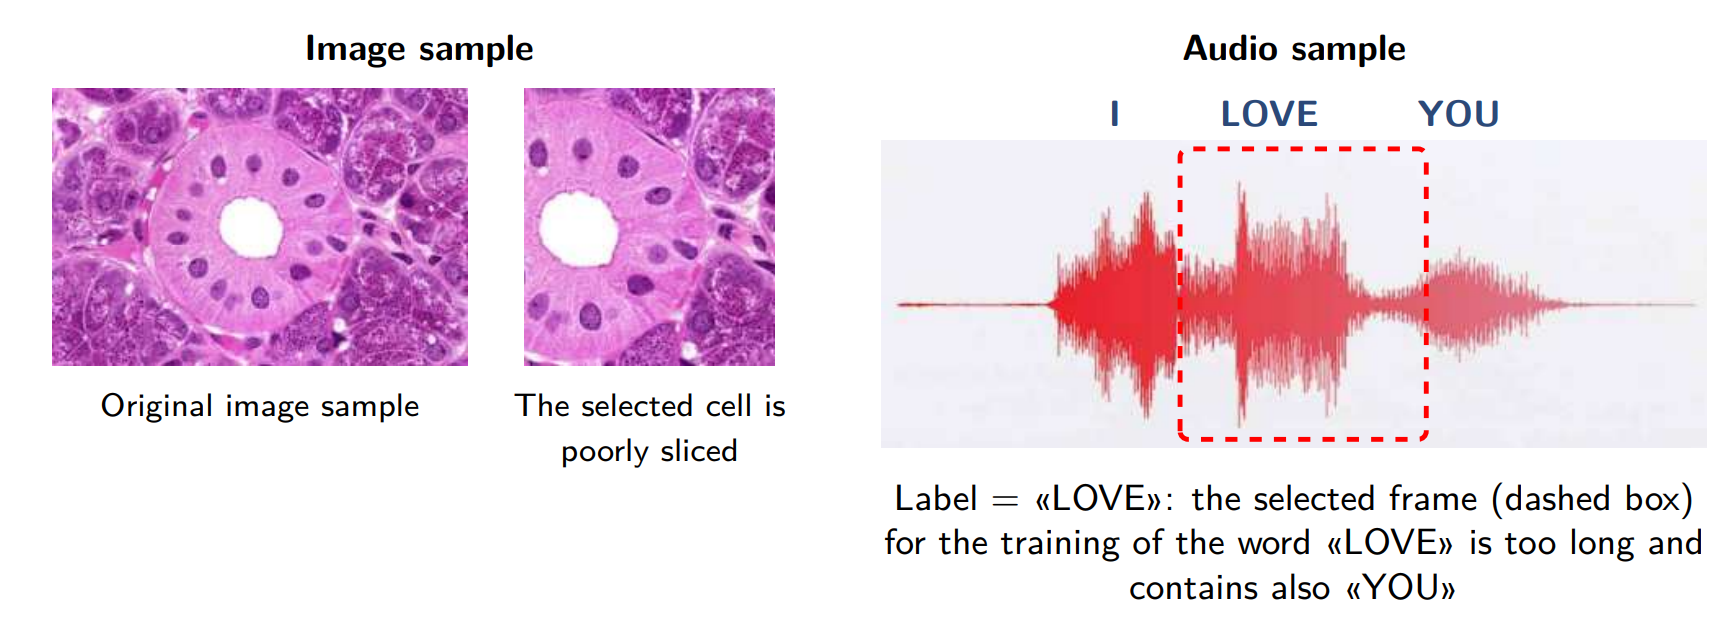 Image sample
Original image sample
The selected cell is
poorly sliced
Audio sample
I LOVE YOU
Label = «LOVE»: the selected frame (dashed box)
for the training of the word «LOVE» is too long and
contains also «YOU»